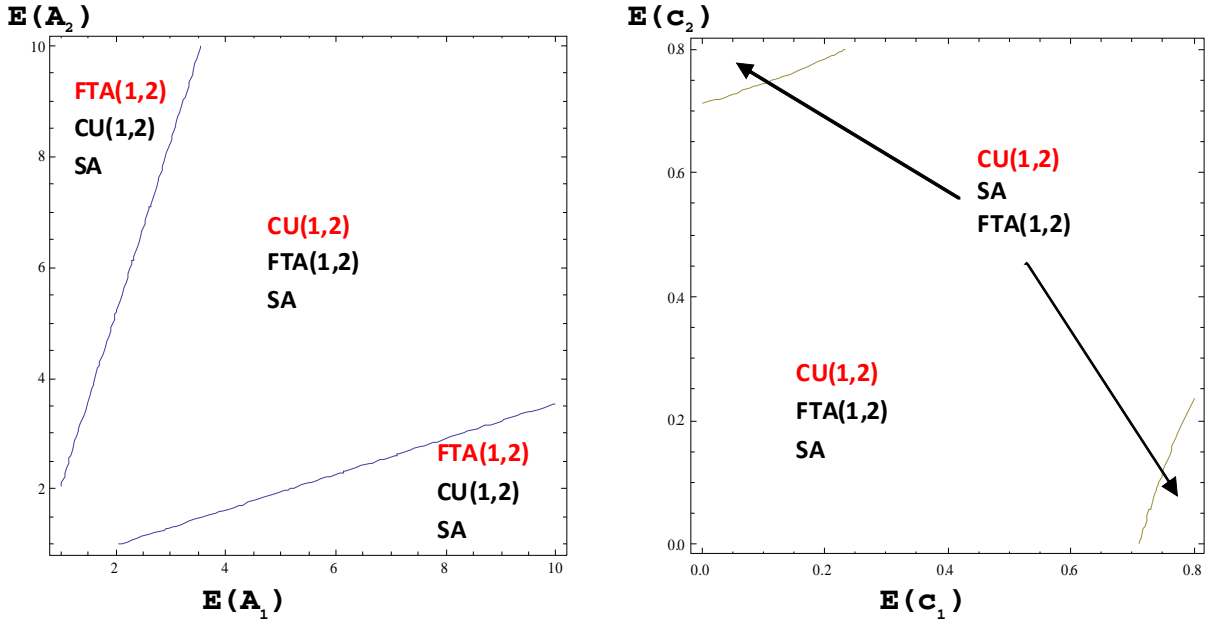 E(A₂)
10
8
6
4
2
FTA(1,2)
CU(1,2)
SA
CU(1,2)
FTA(1,2)
SA
FTA(1,2)
CU(1,2)
SA
2
4
6
8
10
E(A₁)
E(c₂)
0.8
0.6
0.4
0.2
0.0
CU(1,2)
SA
FTA(1,2)
CU(1,2)
FTA(1,2)
SA
0.0
0.2
0.4
0.6
0.8
E(c₁)